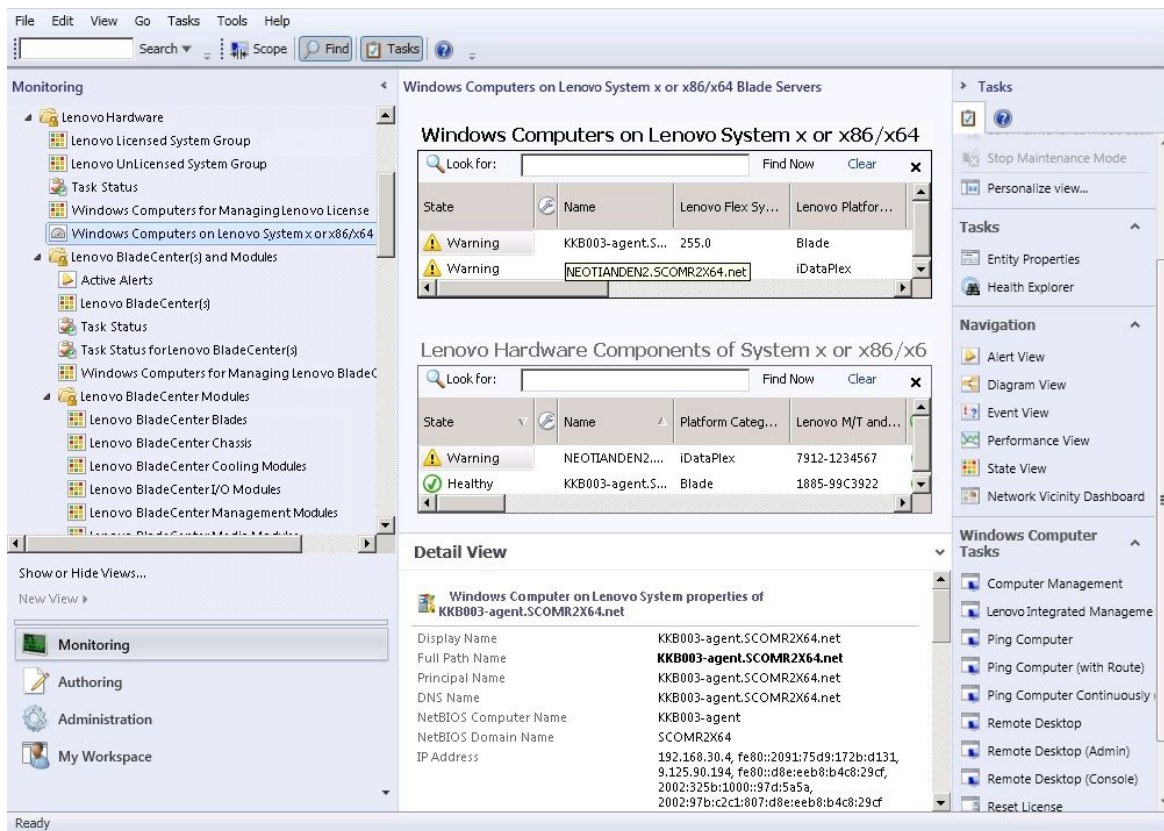 File Edit View Go Tasks Tools Help
Search Scope Find Tasks
Monitoring
Lenovo Hardware
Lenovo Licensed System Group
Lenovo UnLicensed System Group
Task Status
Windows Computers for Managing Lenovo License
Windows Computers on Lenovo System x or x86/x64
Lenovo BladeCenter(s) and Modules
Active Alerts
Lenovo BladeCenter(s)
Task Status
Task Status for Lenovo BladeCenter(s)
Windows Computers for Managing Lenovo BladeC
Lenovo BladeCenter Modules
Lenovo BladeCenter Blades
Lenovo BladeCenter Chassis
Lenovo BladeCenter Cooling Modules
Lenovo BladeCenter I/O Modules
Lenovo BladeCenter Management Modules
Show or Hide Views...
New View
Monitoring
Authoring
Administration
My Workspace
Windows Computers on Lenovo System x or x86/x64 Blade Servers
Windows Computers on Lenovo System x or x86/x64
Look for: Find Now Clear
State Name Lenovo Flex Sy... Lenovo Platfor...
Warning KKB003-agent.S... 255.0 Blade
Warning NEOTIANDEN2.SCOMR2X64.net iDataPlex
Lenovo Hardware Components of System x or x86/x6
Look for: Find Now Clear
State Name Platform Categ... Lenovo M/T and...
Warning NEOTIANDEN2.... iDataPlex 7912-1234567
Healthy KKB003-agent.S... Blade 1885-99C3922
Detail View
Windows Computer on Lenovo System properties of
KKB003-agent.SCOMR2X64.net
Display Name KKB003-agent.SCOMR2X64.net
Full Path Name KKB003-agent.SCOMR2X64.net
Principal Name KKB003-agent.SCOMR2X64.net
DNS Name KKB003-agent.SCOMR2X64.net
NetBIOS Computer Name KKB003-agent
NetBIOS Domain Name SCOMR2X64
IP Address 192.168.30.4, fe80::2091:75d9:172b:d131,
9.125.90.194, fe80::d8e:eeb8:b4c8:29cf,
2002:325b:1000::97d:5a5a,
2002:97b:c2c1:807:d8e:eeb8:b4c8:29cf
Tasks
Stop Maintenance Mode
Personalize view...
Tasks
Entity Properties
Health Explorer
Navigation
Alert View
Diagram View
Event View
Performance View
State View
Network Vicinity Dashboard
Windows Computer
Tasks
Computer Management
Lenovo Integrated Manageme
Ping Computer
Ping Computer (with Route)
Ping Computer Continuously
Remote Desktop
Remote Desktop (Admin)
Remote Desktop (Console)
Reset License
Ready